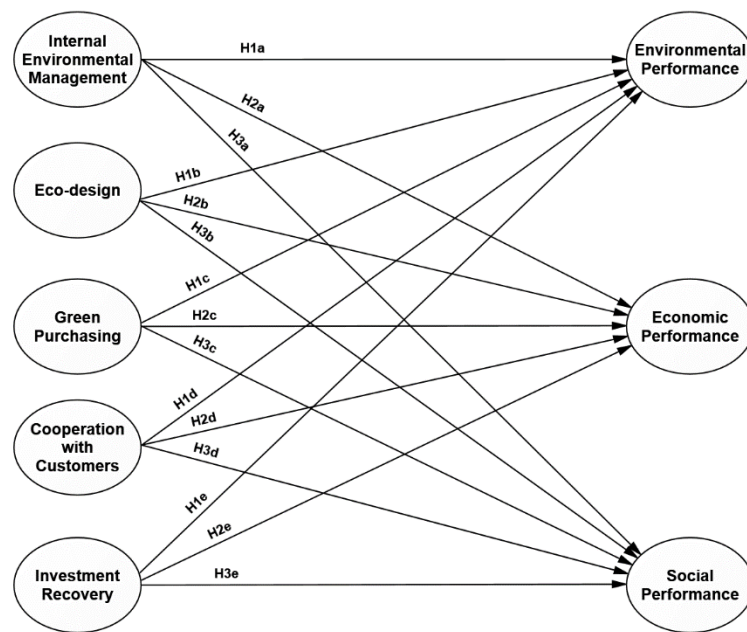 Internal
Environmental
Management
H1a
Environmental
Performance
H2a
H3a
Eco-design
H1b
H2b
H3b
Green
Purchasing
H1c
H2c
H3c
Economic
Performance
Cooperation
with
Customers
H1d
H2d
H3d
Investment
Recovery
H1e
H2e
H3e
Social
Performance